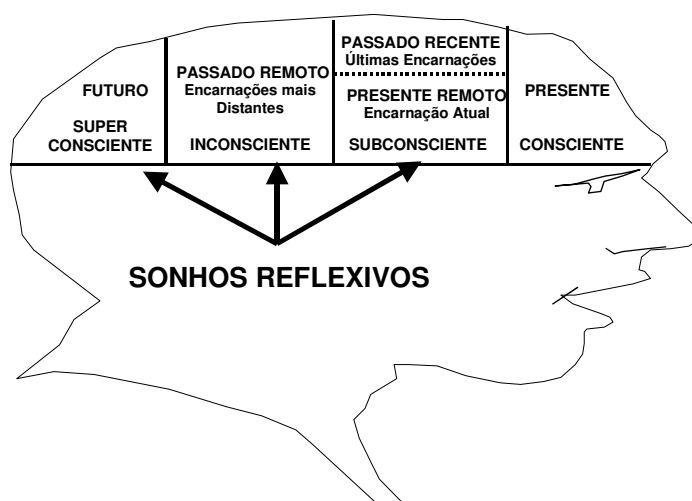 FUTURO
SUPER
CONSCIENTE
PASSADO REMOTO
Encarnações mais
Distantes
INCONSCIENTE
PASSADO RECENTE
Últimas Encarnações
PRESENTE REMOTO
Encarnação Atual
SUBCONSCIENTE
PRESENTE
CONSCIENTE
SONHOS REFLEXIVOS